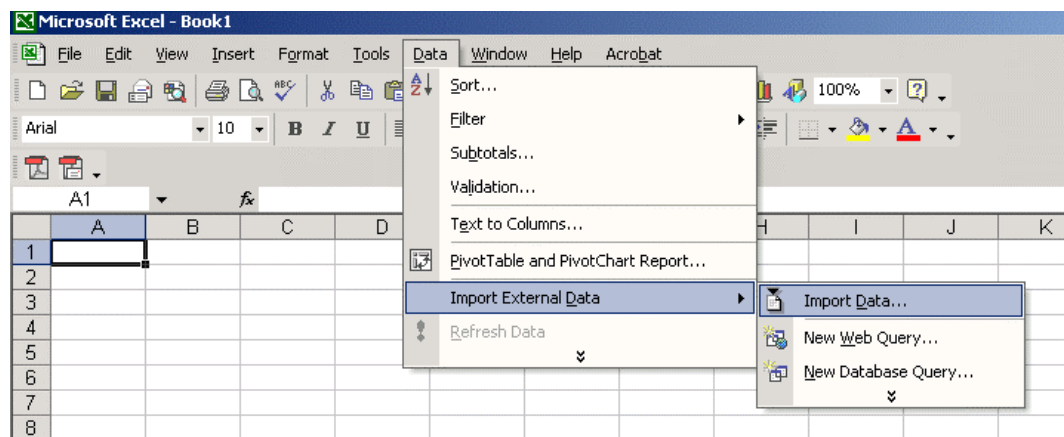 Microsoft Excel - Book1
File Edit View Insert Format Tools Data Window Help Acrobat
ABC 100%
Arial 10 B I U A
A1 fx
A B C D H I J K
1
2
3
4
5
6
7
8
Sort...
Filter
Subtotals...
Validation...
Text to Columns...
PivotTable and PivotChart Report...
Import External Data
Refresh Data
Import Data...
New Web Query...
New Database Query...